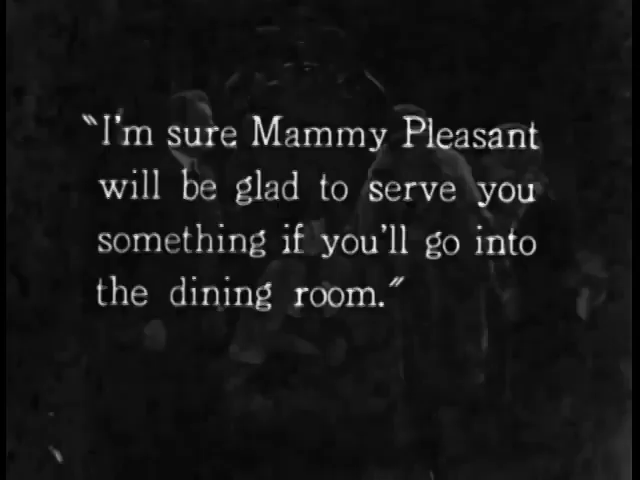 "I'm sure Mammy Pleasant
will be glad to serve you
something if you'll go into
the dining room."